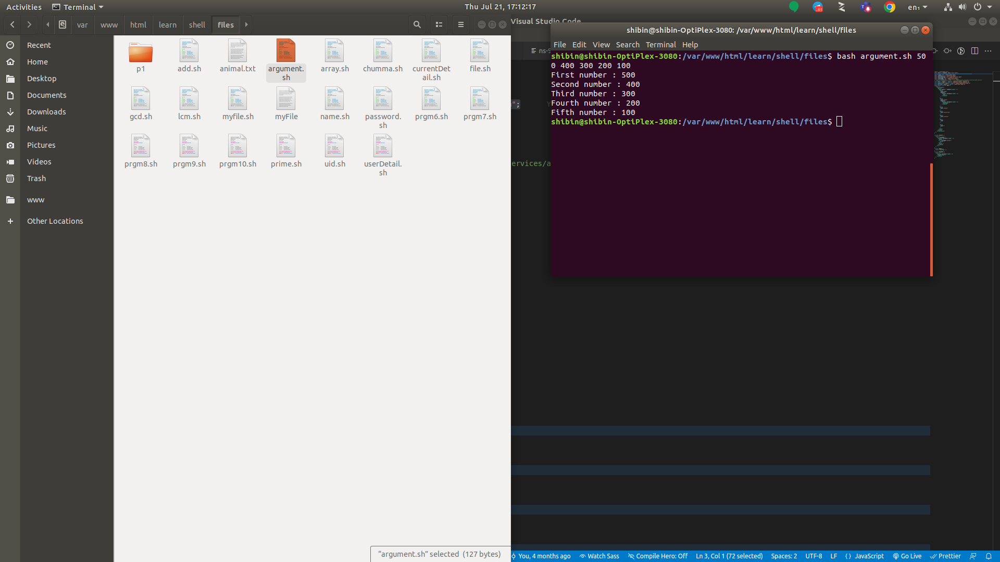 Activities
Terminal
Thu Jul 21, 17:12:17
en₁
var
www
html
learn
shell
files
Visual Studio Code
Recent
Home
Desktop
Documents
Downloads
Music
Pictures
Videos
Trash
www
Other Locations
p1
add.sh
animal.txt
argument.
sh
array.sh
chumma.sh
currentDet
ail.sh
file.sh
gcd.sh
lcm.sh
myfile.sh
myFile
name.sh
password.
sh
prgm6.sh
prgm7.sh
prgm8.sh
prgm9.sh
prgm10.sh
prime.sh
uid.sh
userDetail.
sh
“argument.sh” selected (127 bytes)
shibin@shibin-OptiPlex-3080: /var/www/html/learn/shell/files
File Edit View Search Terminal Help
shibin@shibin-OptiPlex-3080:/var/www/html/learn/shell/files$ bash argument.sh 50
0 400 300 200 100
First number : 500
Second number : 400
Third number : 300
Fourth number : 200
Fifth number : 100
shibin@shibin-OptiPlex-3080:/var/www/html/learn/shell/files$
ns-
";
ervices/a
You, 4 months ago
Watch Sass
Compile Hero: Off
Ln 3, Col 1 (72 selected)
Spaces: 2
UTF-8
LF
{ } JavaScript
Go Live
Prettier